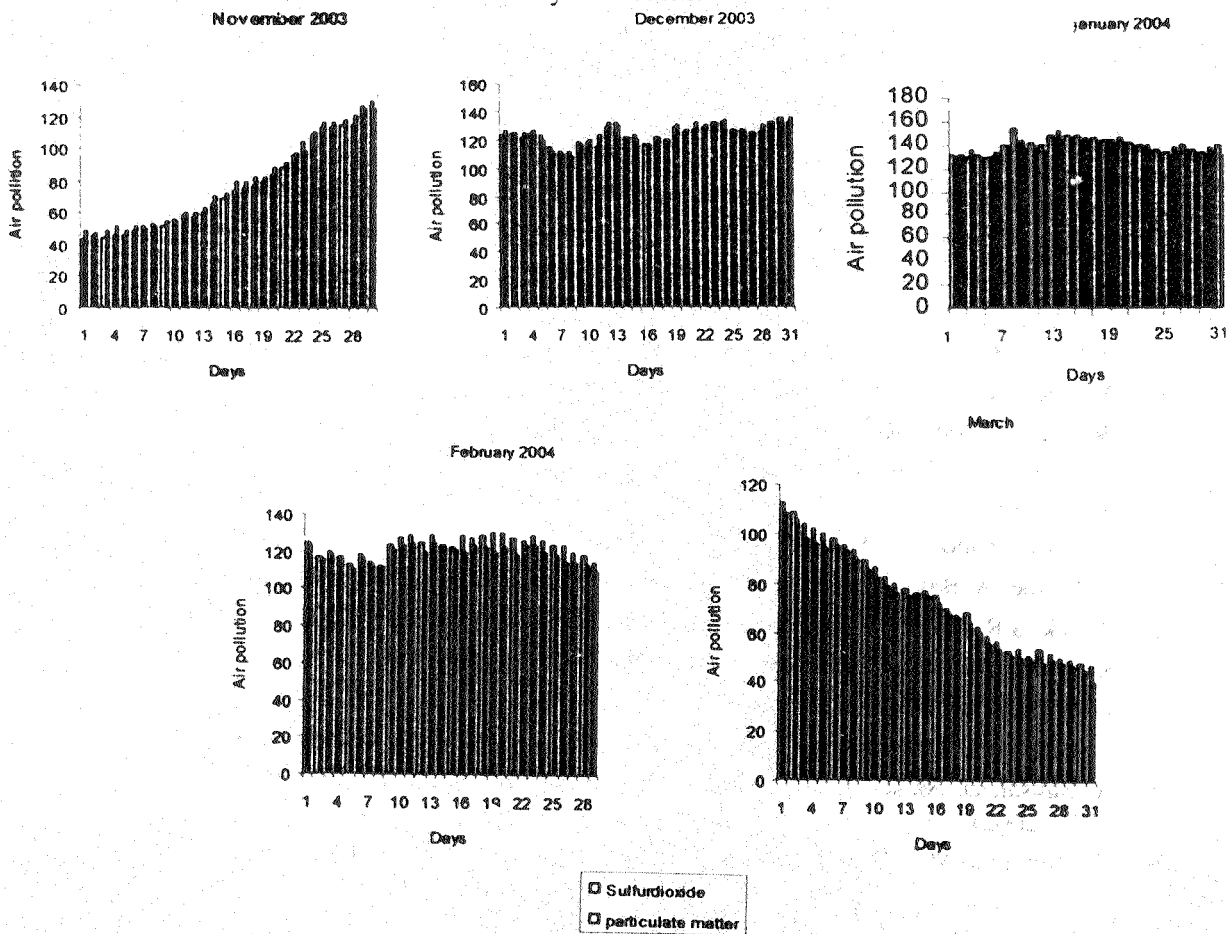 November 2003
Air pollition
140
120
100
80
60
40
20
0
1 4 7 10 13 16 19 22 25 28
Days
December 2003
Air pollution
160
140
120
100
80
60
40
20
0
1 4 7 10 13 16 19 22 25 28 31
Days
january 2004
Air pollution
180
160
140
120
100
80
60
40
20
0
1 7 13 19 25 31
Days
February 2004
Air pollution
140
120
100
80
60
40
20
0
1 4 7 10 13 16 19 22 25 28
Days
March
Air pollution
120
100
80
60
40
20
0
1 4 7 10 13 16 19 22 25 28 31
Days
Sulfurdioxide
particulate matter